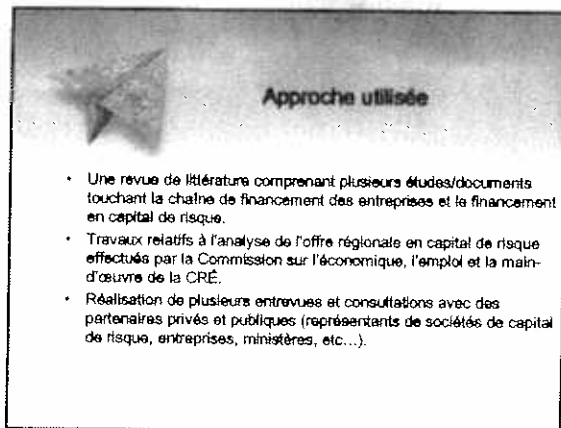 Approche utilisée
• Une revue de littérature comprenant plusieurs études/documents
touchant la chaîne de financement des entreprises et le financement
en capital de risque.
• Travaux relatifs à l'analyse de l'offre régionale en capital de risque
effectués par la Commission sur l'économique, l'emploi et la main-
d'œuvre de la CRÉ.
• Réalisation de plusieurs entrevues et consultations avec des
partenaires privés et publiques (représentants de sociétés de capital
de risque, entreprises, ministères, etc...).